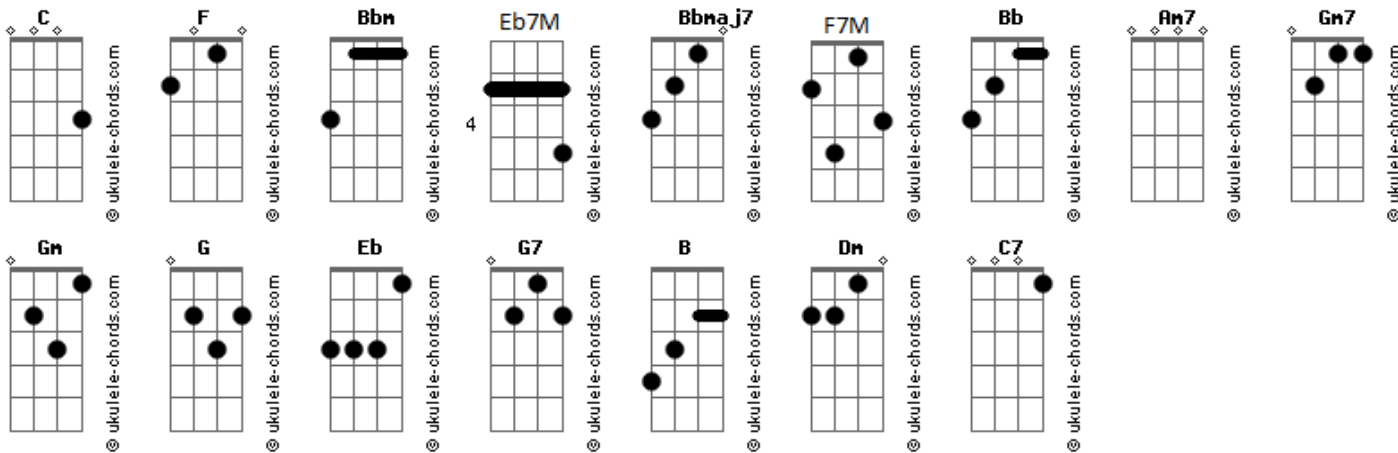 C F Bbm Eb7M Bbmaj7 F7M Bb Am7 Gm7
© ukulele-chords.com © ukulele-chords.com © ukulele-chords.com 4 © ukulele-chords.com © ukulele-chords.com © ukulele-chords.com © ukulele-chords.com © ukulele-chords.com
Gm G Eb G7 B Dm C7
© ukulele-chords.com © ukulele-chords.com © ukulele-chords.com © ukulele-chords.com © ukulele-chords.com © ukulele-chords.com © ukulele-chords.com